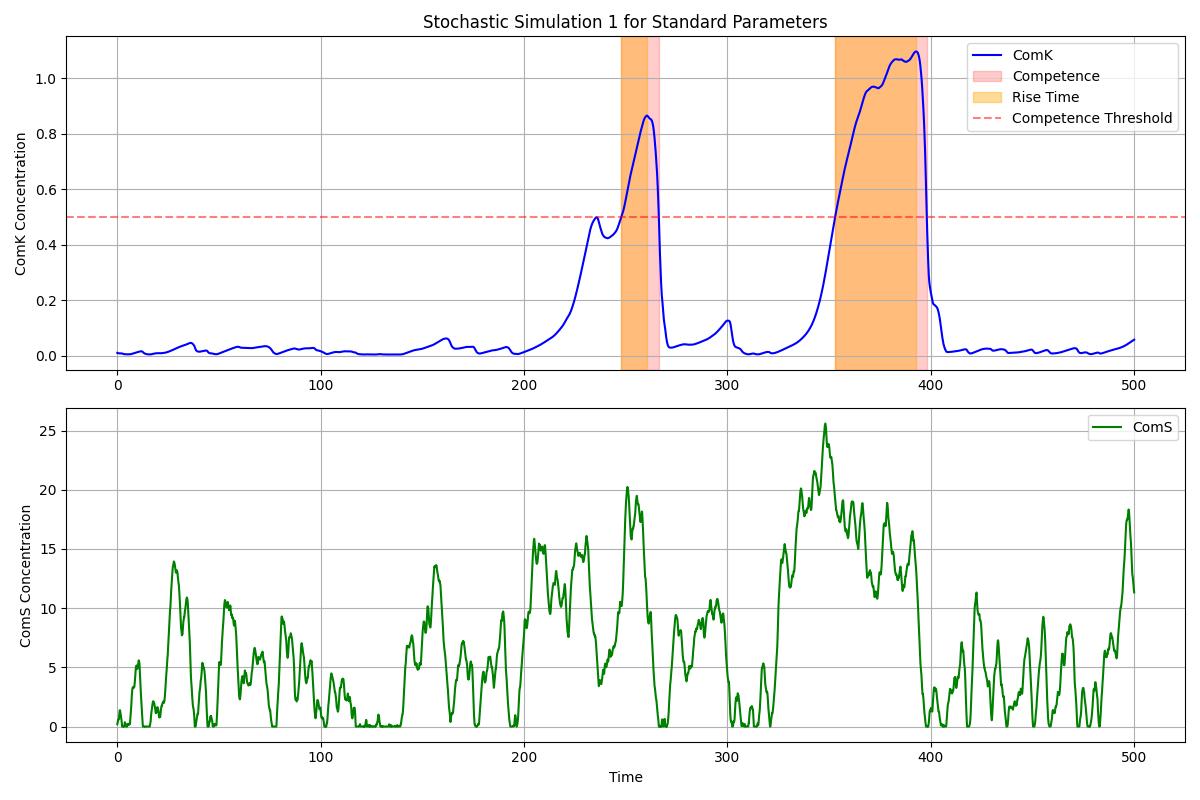 Stochastic Simulation 1 for Standard Parameters
ComK Concentration
1.0
0.8
0.6
0.4
0.2
0.0
ComK
Competence
Rise Time
Competence Threshold
0 100 200 300 400 500
ComS Concentration
25
20
15
10
5
0
ComS
0 100 200 300 400 500
Time